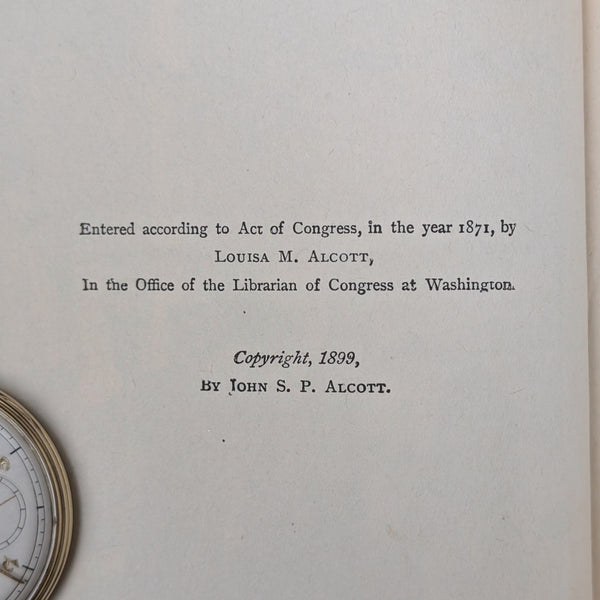 Entered according to Act of Congress, in the year 1871, by
LOUISA M. ALCOTT,
In the Office of the Librarian of Congress at Washington.
Copyright, 1899,
BY JOHN S. P. ALCOTT.